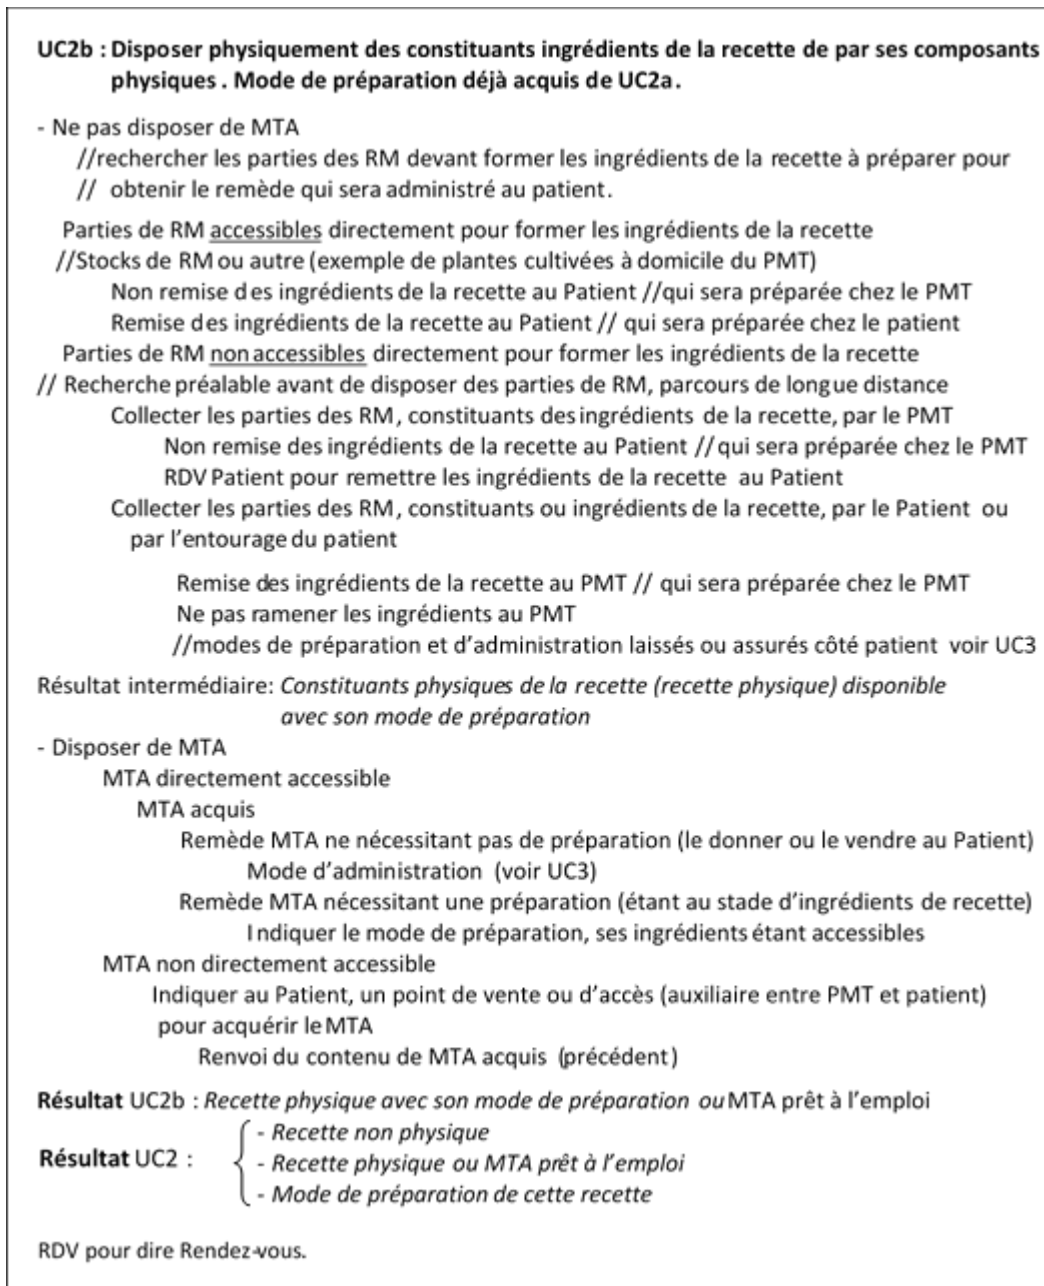 UC2b : Disposer physiquement des constituants ingrédients de la recette de par ses composants
physiques . Mode de préparation déjà acquis de UC2a.
- Ne pas disposer de MTA
//rechercher les parties des RM devant former les ingrédients de la recette à préparer pour
// obtenir le remède qui sera administré au patient.
Parties de RM accessibles directement pour former les ingrédients de la recette
//Stocks de RM ou autre (exemple de plantes cultivées à domicile du PMT)
Non remise des ingrédients de la recette au Patient //qui sera préparée chez le PMT
Remise des ingrédients de la recette au Patient // qui sera préparée chez le patient
Parties de RM non accessibles directement pour former les ingrédients de la recette
// Recherche préalable avant de disposer des parties de RM, parcours de longue distance
Collecter les parties des RM, constituants des ingrédients de la recette, par le PMT
Non remise des ingrédients de la recette au Patient // qui sera préparée chez le PMT
RDV Patient pour remettre les ingrédients de la recette au Patient
Collecter les parties des RM, constituants ou ingrédients de la recette, par le Patient ou
par l'entourage du patient
Remise des ingrédients de la recette au PMT // qui sera préparée chez le PMT
Ne pas ramener les ingrédients au PMT
//modes de préparation et d'administration laissés ou assurés côté patient voir UC3
Résultat intermédiaire: Constituants physiques de la recette (recette physique) disponible
avec son mode de préparation
- Disposer de MTA
MTA directement accessible
MTA acquis
Remède MTA ne nécessitant pas de préparation (le donner ou le vendre au Patient)
Mode d'administration (voir UC3)
Remède MTA nécessitant une préparation (étant au stade d'ingrédients de recette)
Indiquer le mode de préparation, ses ingrédients étant accessibles
MTA non directement accessible
Indiquer au Patient, un point de vente ou d'accès (auxiliaire entre PMT et patient)
pour acquérir le MTA
Renvoi du contenu de MTA acquis (précédent)
Résultat UC2b : Recette physique avec son mode de préparation ou MTA prêt à l'emploi
Résultat UC2 :
- Recette non physique
- Recette physique ou MTA prêt à l'emploi
- Mode de préparation de cette recette
RDV pour dire Rendez-vous.